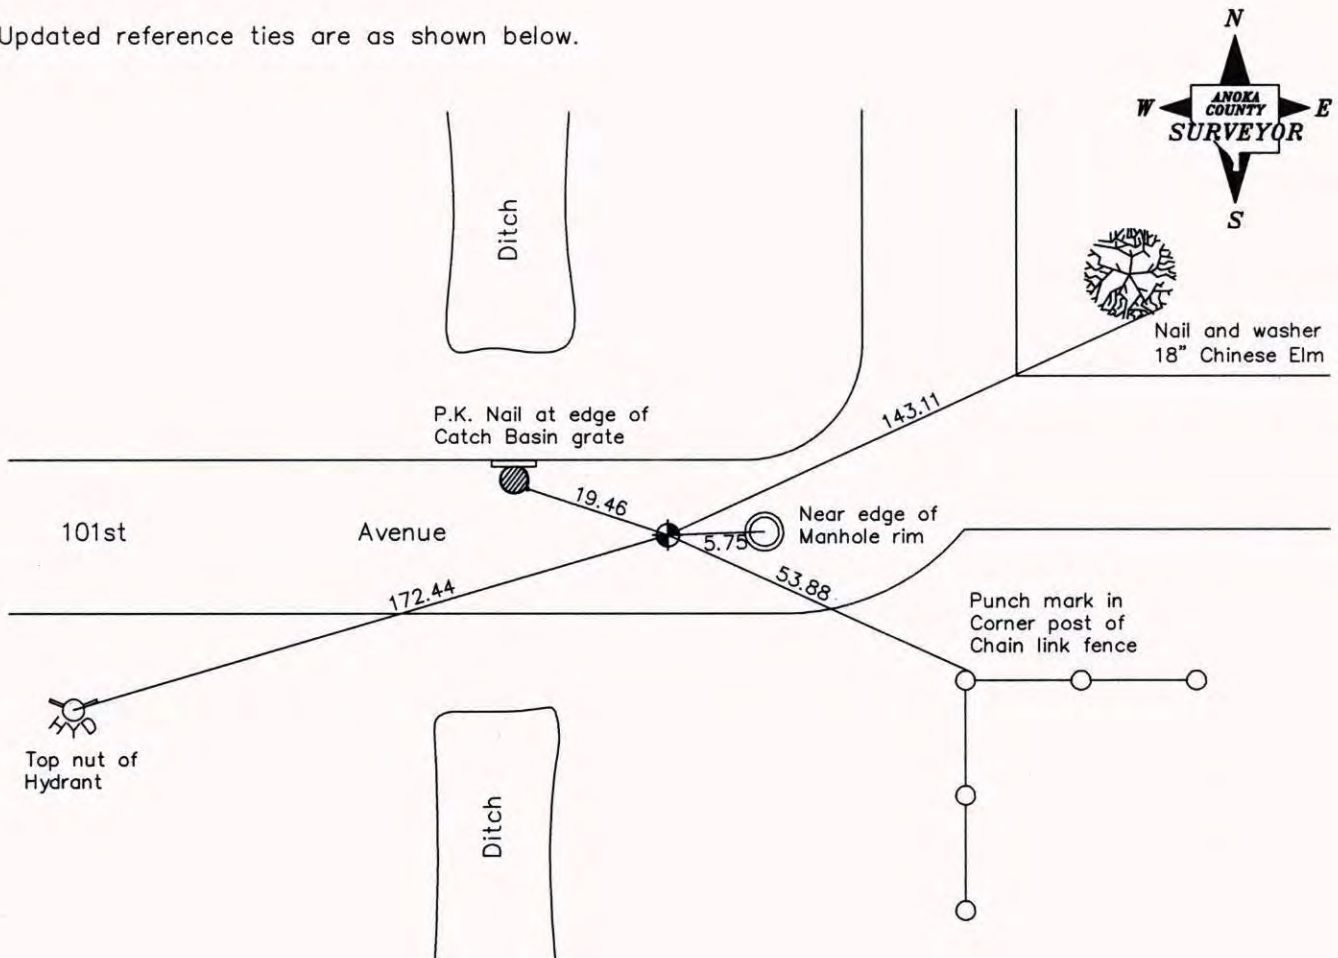 Updated reference ties are as shown below.
N
W
ANOKA
COUNTY
E
SURVEYOR
S
Ditch
Nail and washer
18" Chinese Elm
P.K. Nail at edge of
Catch Basin grate
143.11
19.46
Near edge of
Manhole rim
101st Avenue
5.75
53.88
172.44
Punch mark in
Corner post of
Chain link fence
HYD
Top nut of
Hydrant
Ditch